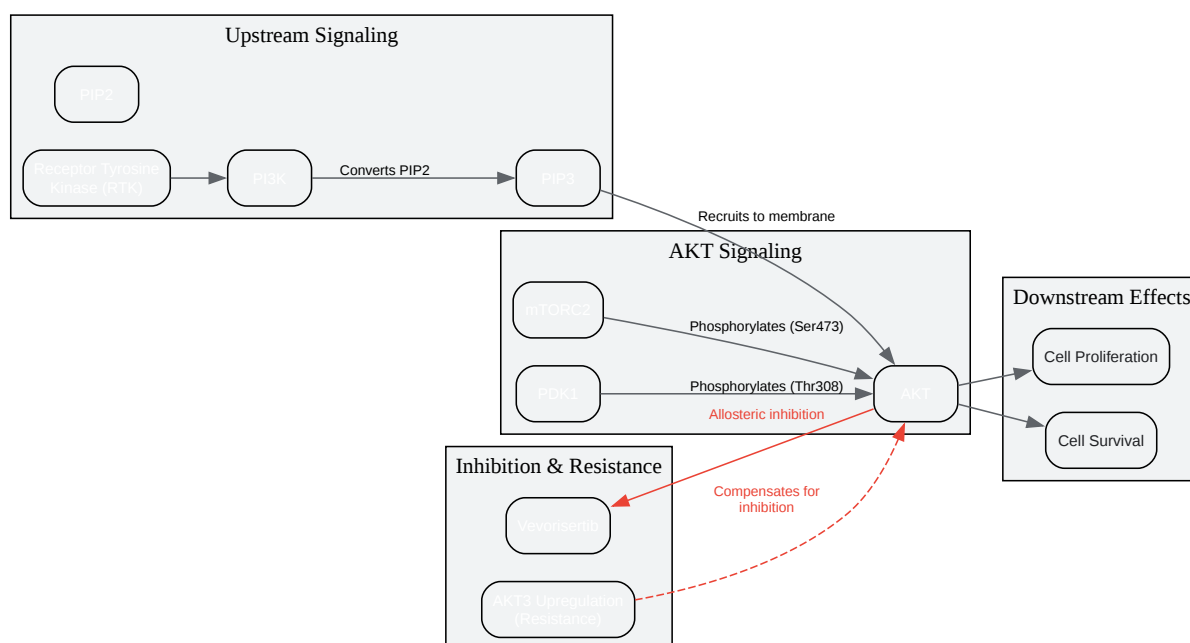 Upstream Signaling
PIP2
Receptor Tyrosine
Kinase (RTK)
PI3K
Converts PIP2
PIP3
Recruits to membrane
AKT Signaling
mTORC2
Phosphorylates (Ser473)
PDK1
Phosphorylates (Thr308)
AKT
Allosteric inhibition
Downstream Effects
Cell Proliferation
Cell Survival
Inhibition & Resistance
Vevorisertib
Compensates for
inhibition
AKT3 Upregulation
(Resistance)